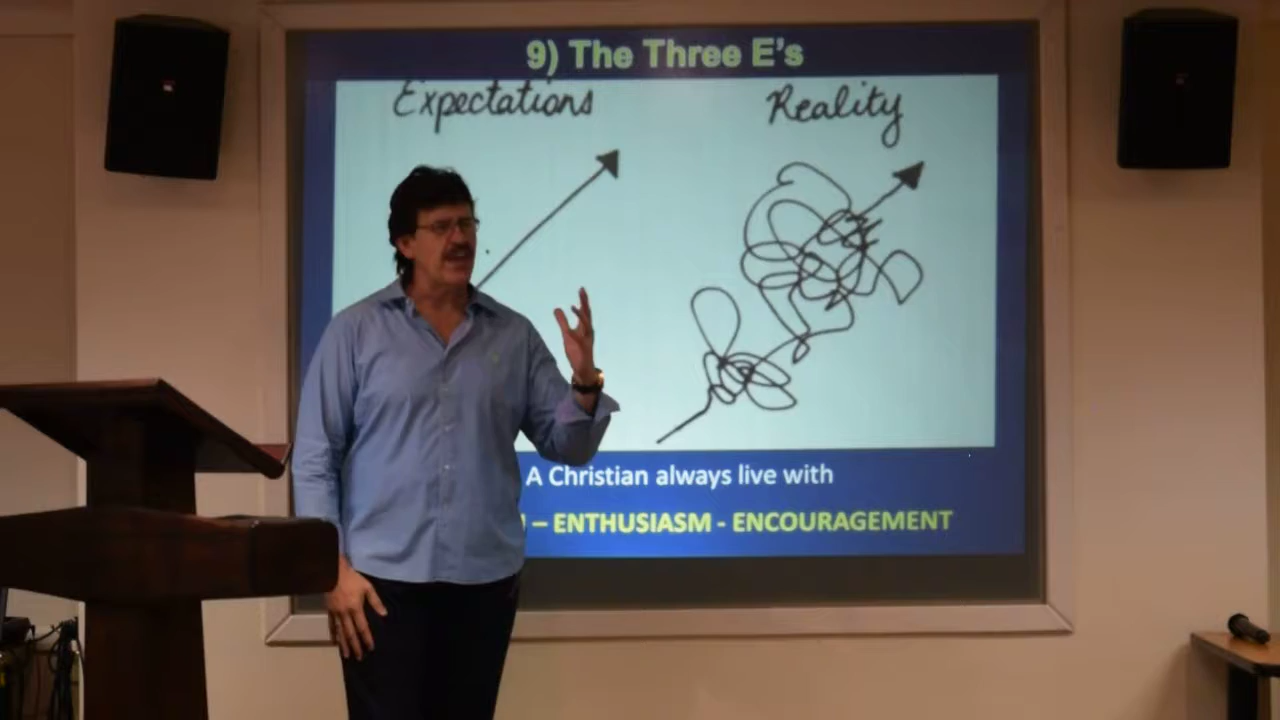 9) The Three E's
Expectations Reality
A Christian always live with
– ENTHUSIASM - ENCOURAGEMENT